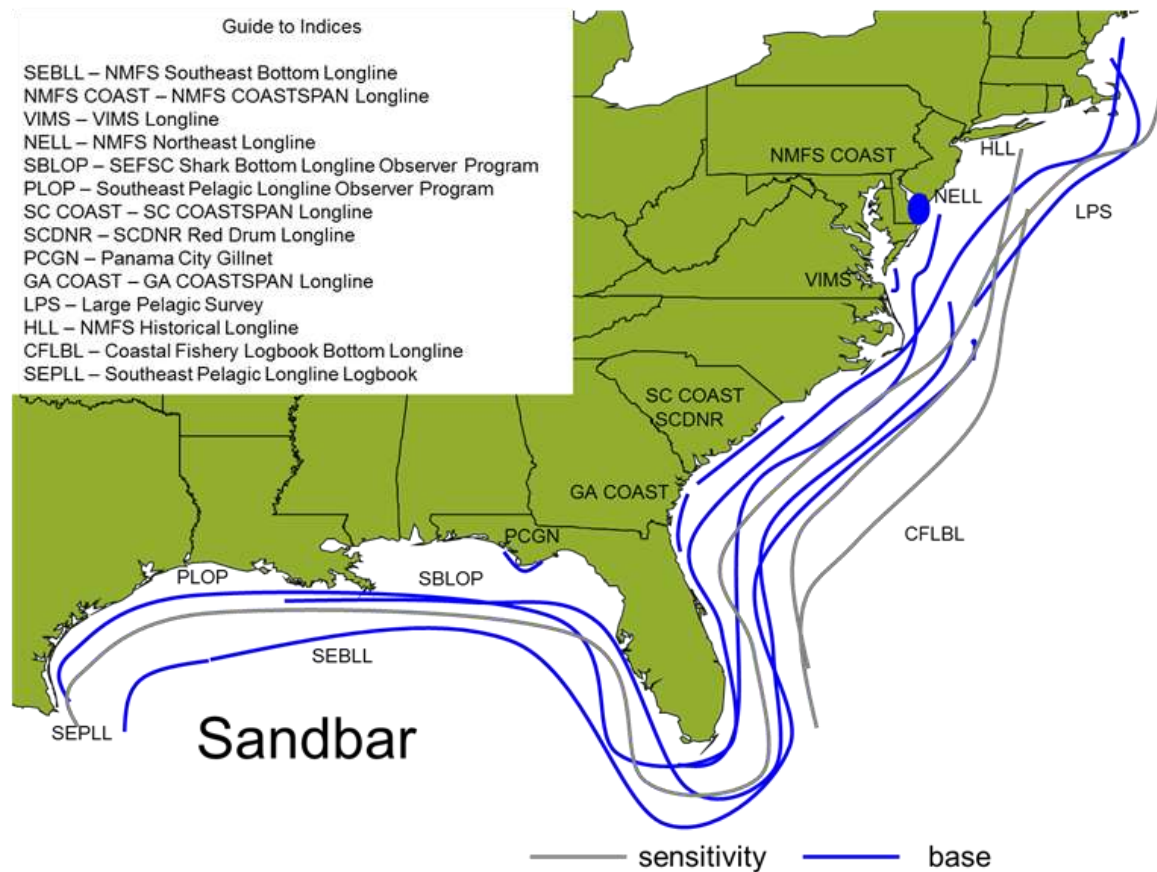 Guide to Indices
SEBLL – NMFS Southeast Bottom Longline
NMFS COAST – NMFS COASTSPAN Longline
VIMS – VIMS Longline
NELL – NMFS Northeast Longline
SBLOP – SEFSC Shark Bottom Longline Observer Program
PLOP – Southeast Pelagic Longline Observer Program
SC COAST – SC COASTSPAN Longline
SCDNR – SCDNR Red Drum Longline
PCGN – Panama City Gillnet
GA COAST – GA COASTSPAN Longline
LPS – Large Pelagic Survey
HLL – NMFS Historical Longline
CFLBL – Coastal Fishery Logbook Bottom Longline
SEPLL – Southeast Pelagic Longline Logbook
HLL
NMFS COAST
NELL
LPS
VIMS
SC COAST
SCDNR
GA COAST
CFLBL
PCGN
PLOP
SBLOP
SEBLL
SEPLL
Sandbar
sensitivity
base